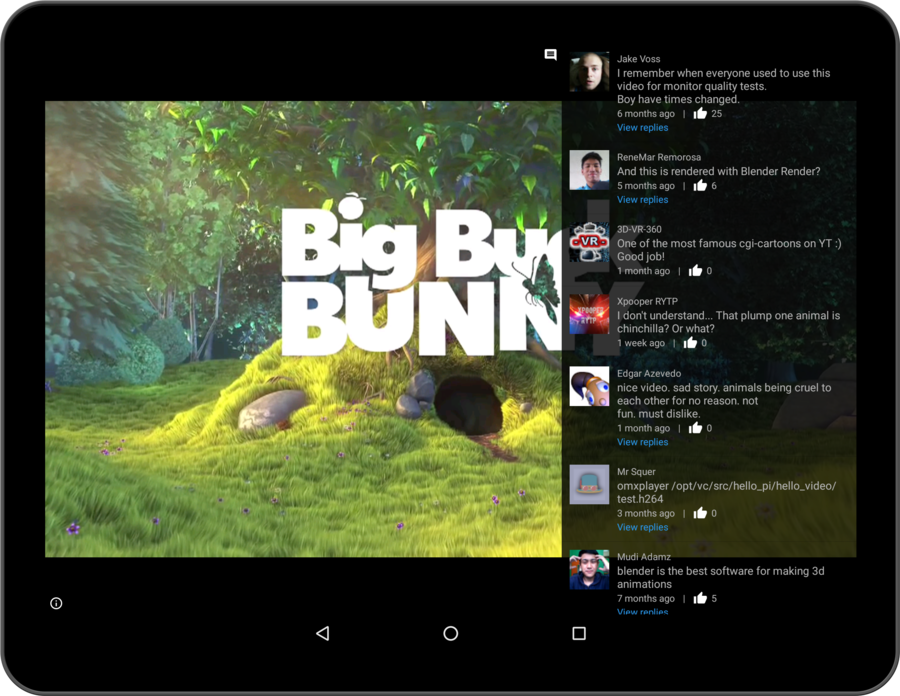 Big Bu
BUNN
Jake Voss
I remember when everyone used to use this
video for monitor quality tests.
Boy have times changed.
6 months ago | 25
View replies
ReneMar Remorosa
And this is rendered with Blender Render?
5 months ago | 6
View replies
VR
3D-VR-360
One of the most famous cgi-cartoons on YT :)
Good job!
1 month ago | 0
XPOOPER
RYTP
Xpooper RYTP
I don't understand... That plump one animal is
chinchilla? Or what?
1 week ago | 0
Edgar Azevedo
nice video. sad story. animals being cruel to
each other for no reason. not
fun. must dislike.
1 month ago | 0
View replies
Mr Squer
omxplayer /opt/vc/src/hello_pi/hello_video/
test.h264
3 months ago | 0
View replies
Mudi Adamz
blender is the best software for making 3d
animations
7 months ago | 5
View replies